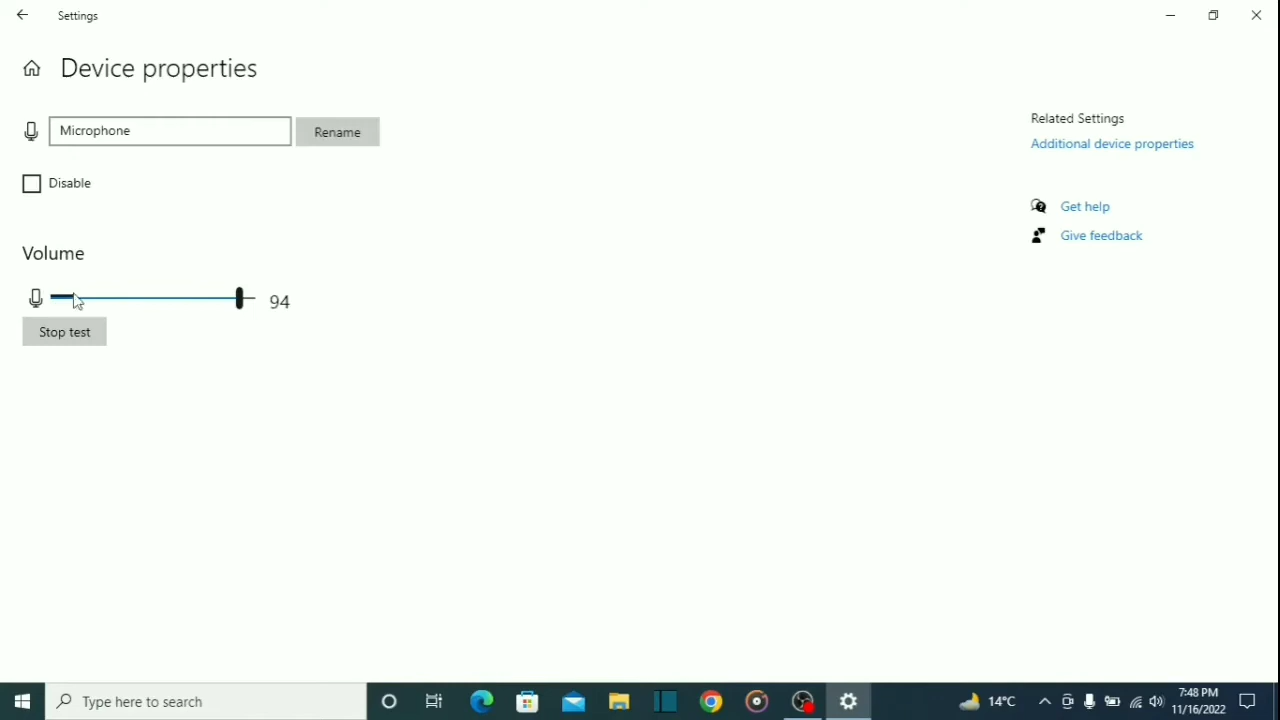 Settings
Device properties
Microphone
Rename
Related Settings
Additional device properties
Disable
Get help
Give feedback
Volume
94
Stop test
Type here to search
14°C
7:48 PM
11/16/2022